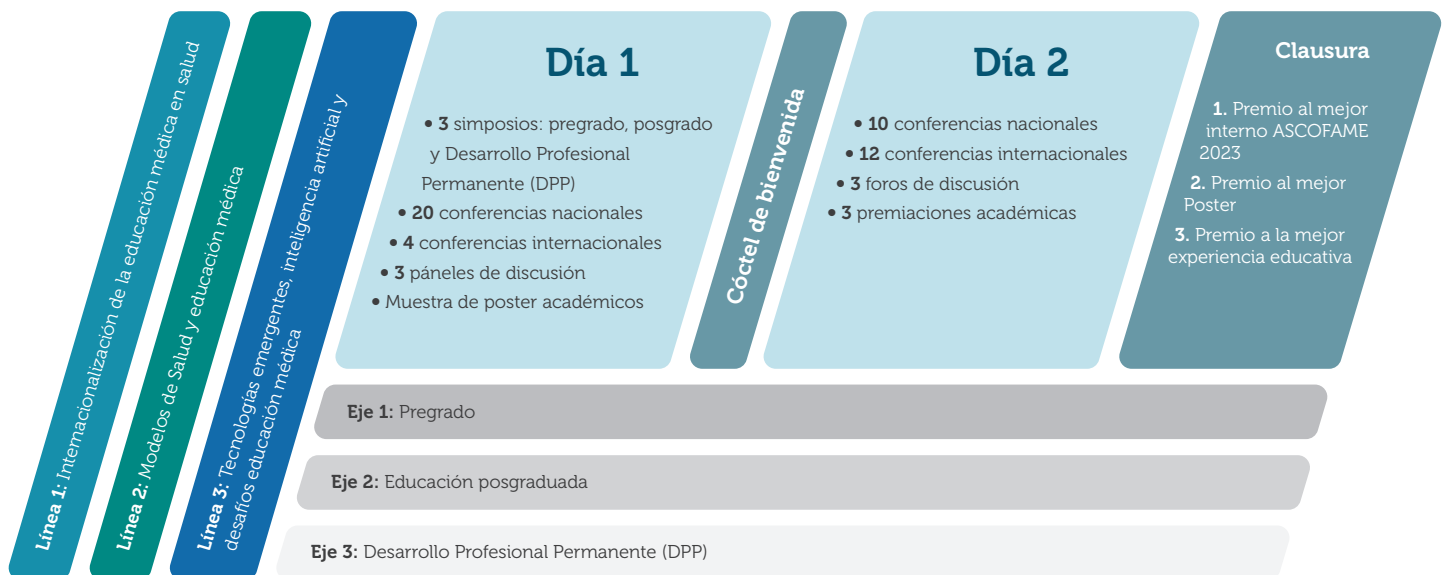 Línea 1: Internacionalización de la educación médica en salud
Línea 2: Modelos de Salud y educación médica
Línea 3: Tecnologías emergentes, inteligencia artificial y
desafíos educación médica
Día 1
• 3 simposios: pregrado, posgrado
y Desarrollo Profesional
Permanente (DPP)
• 20 conferencias nacionales
• 4 conferencias internacionales
• 3 páneles de discusión
• Muestra de poster académicos
Cóctel de bienvenida
Día 2
• 10 conferencias nacionales
• 12 conferencias internacionales
• 3 foros de discusión
• 3 premiaciones académicas
Clausura
1. Premio al mejor
interno ASCOFAME
2023
2. Premio al mejor
Poster
3. Premio a la mejor
experiencia educativa
Eje 1: Pregrado
Eje 2: Educación posgraduada
Eje 3: Desarrollo Profesional Permanente (DPP)